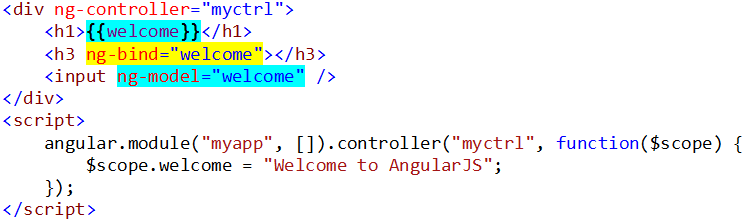 <div ng-controller="myctrl">
    <h1>{{welcome}}</h1>
    <h3 ng-bind="welcome"></h3>
    <input ng-model="welcome" />
</div>
<script>
    angular.module("myapp", []).controller("myctrl", function($scope) {
        $scope.welcome = "Welcome to AngularJS";
    });
</script>